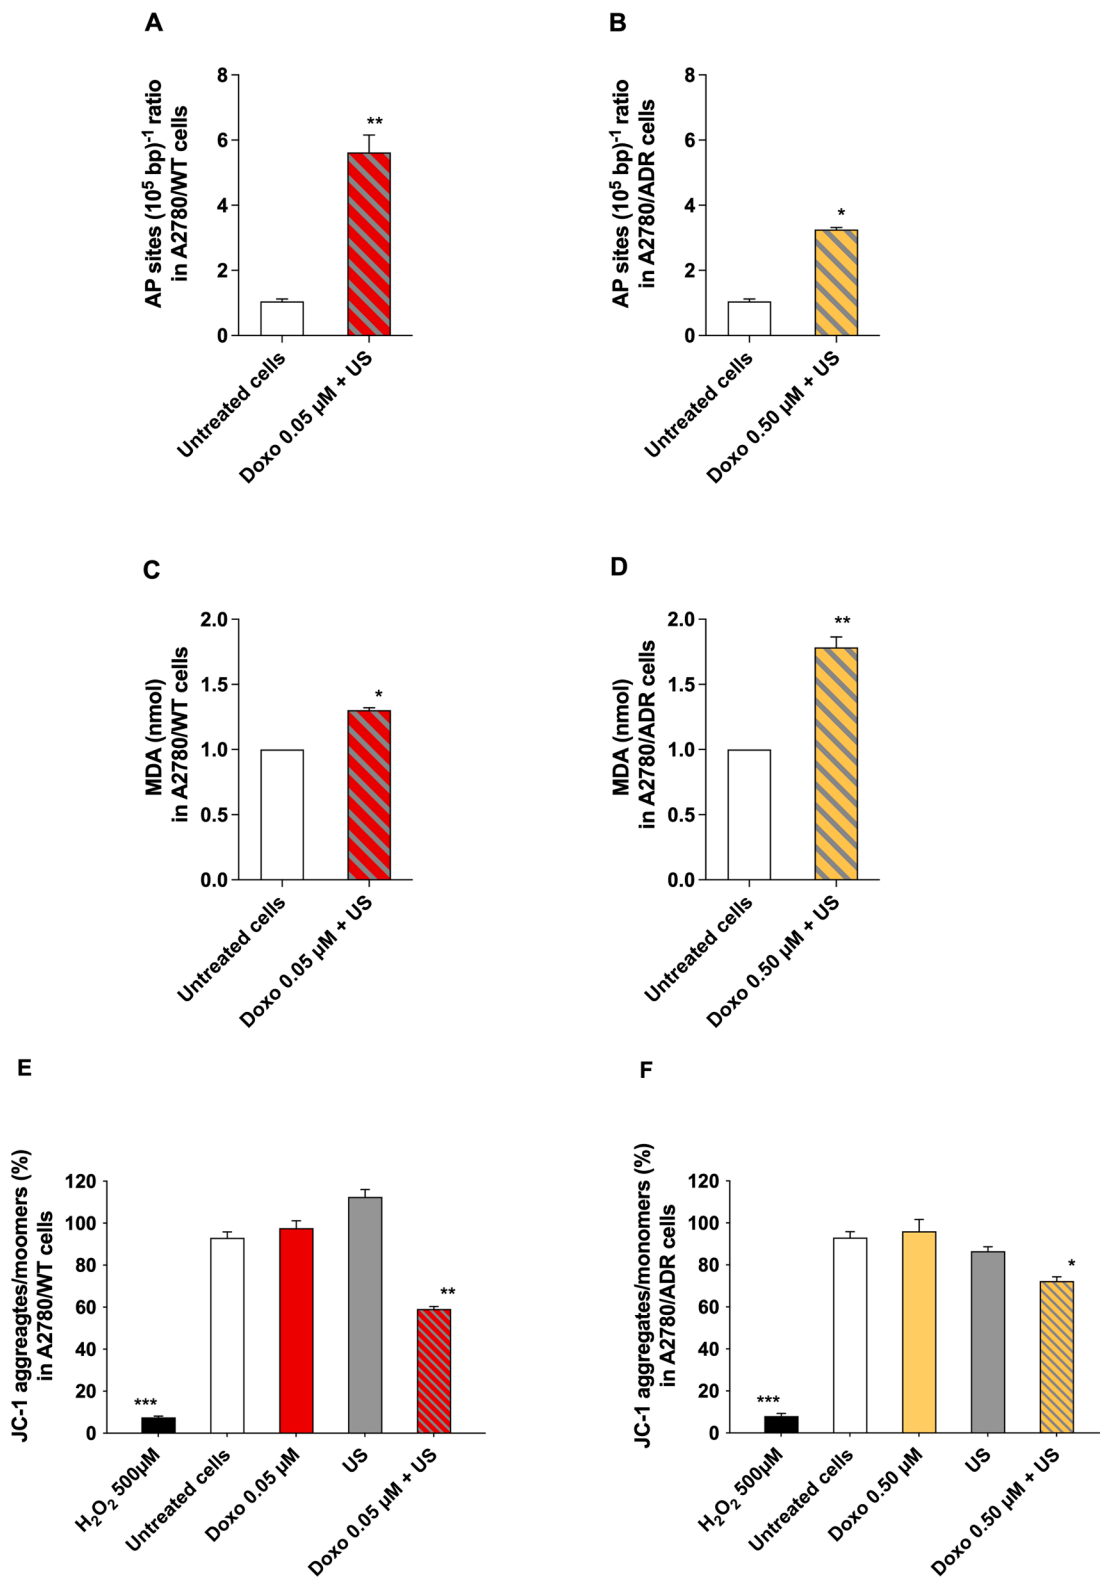 A
AP sites (10⁵ bp)⁻¹ ratio
in A2780/WT cells
8
6
4
2
0
**
Untreated cells
Doxo 0.05 µM + US
B
AP sites (10⁵ bp)⁻¹ ratio
in A2780/ADR cells
8
6
4
2
0
*
Untreated cells
Doxo 0.50 µM + US
C
MDA (nmol)
in A2780/WT cells
2.0
1.5
1.0
0.5
0.0
*
Untreated cells
Doxo 0.05 µM + US
D
MDA (nmol)
in A2780/ADR cells
2.0
1.5
1.0
0.5
0.0
**
Untreated cells
Doxo 0.50 µM + US
E
JC-1 aggreagtes/moomers (%)
in A2780/WT cells
120
100
80
60
40
20
0
***
**
H₂O₂ 500µM
Untreated cells
Doxo 0.05 µM
US
Doxo 0.05 µM + US
F
JC-1 aggregates/monomers (%)
in A2780/ADR cells
120
100
80
60
40
20
0
***
*
H₂O₂ 500µM
Untreated cells
Doxo 0.50 µM
US
Doxo 0.50 µM + US